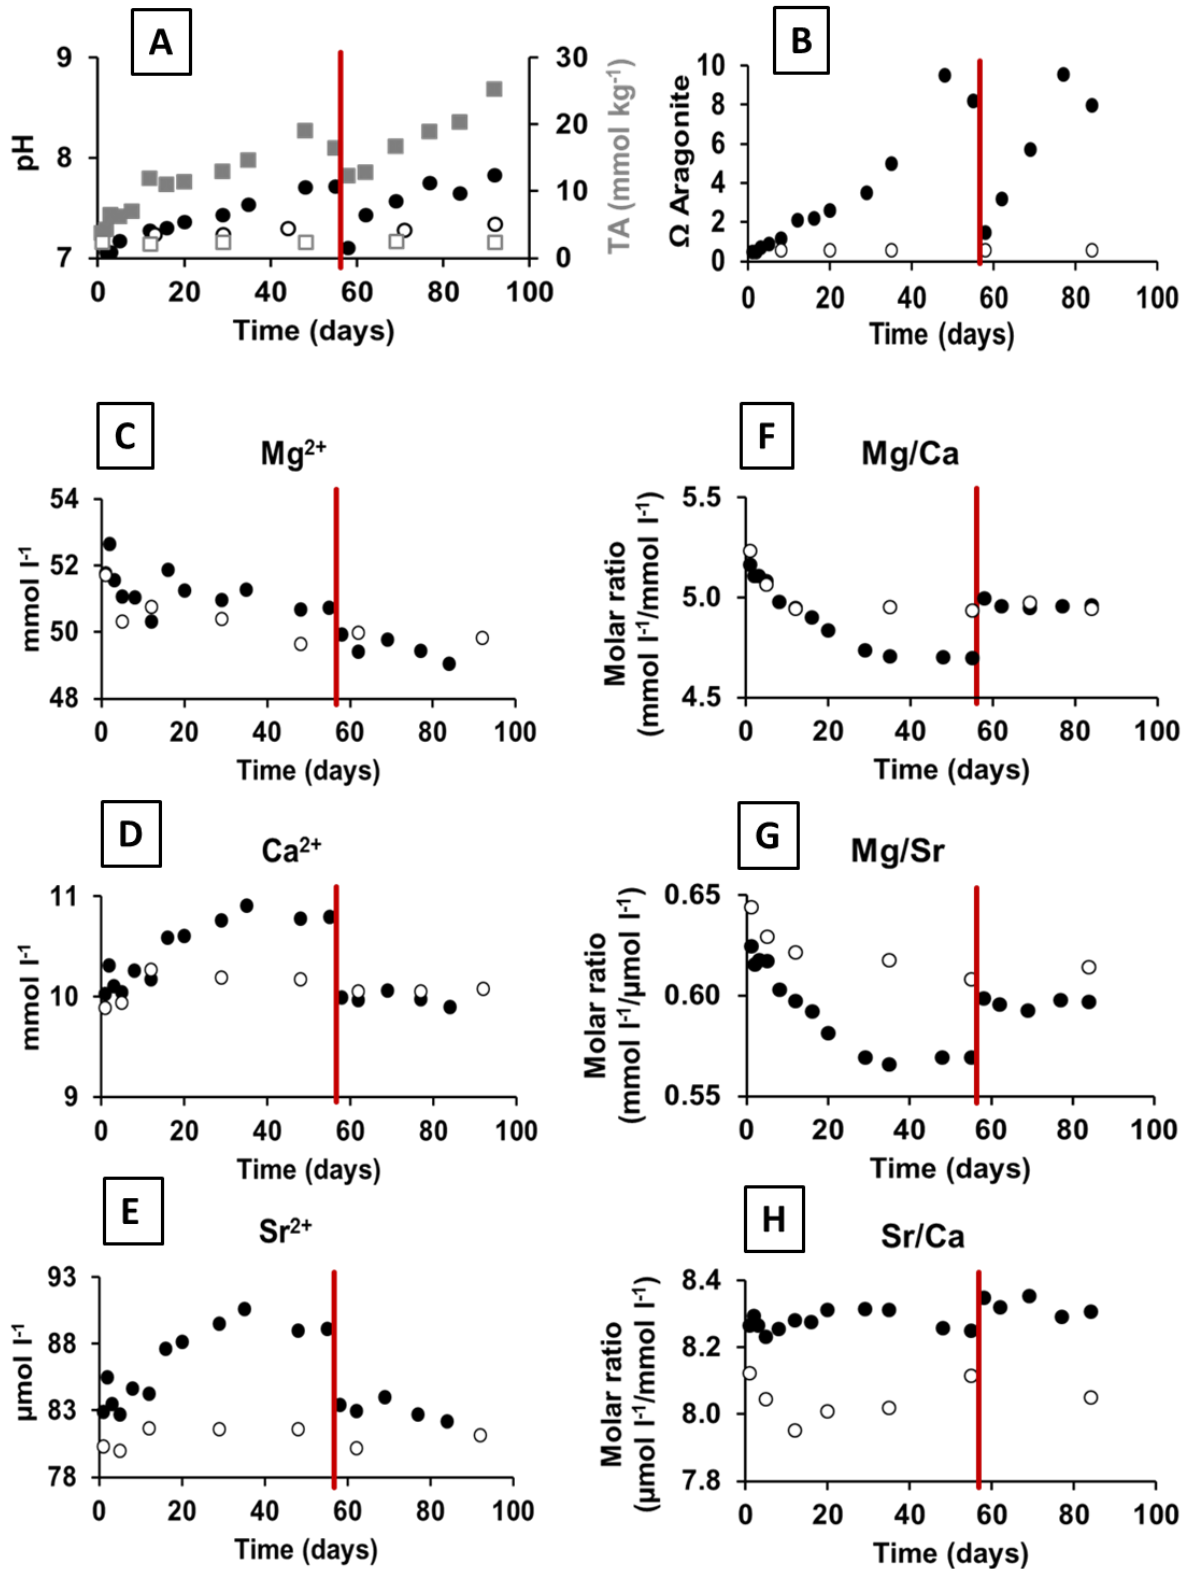 A
9
8
7
pH
30
20
10
0
TA (mmol kg-1)
0 20 40 60 80 100
Time (days)
B
10
8
6
4
2
0
Ω Aragonite
0 20 40 60 80 100
Time (days)
C
Mg2+
54
52
50
48
mmol l-1
0 20 40 60 80 100
Time (days)
F
Mg/Ca
5.5
5.0
4.5
Molar ratio
(mmol l-1/mmol l-1)
0 20 40 60 80 100
Time (days)
D
Ca2+
11
10
9
mmol l-1
0 20 40 60 80 100
Time (days)
G
Mg/Sr
0.65
0.60
0.55
Molar ratio
(mmol l-1/μmol l-1)
0 20 40 60 80 100
Time (days)
E
Sr2+
93
88
83
78
μmol l-1
0 20 40 60 80 100
Time (days)
H
Sr/Ca
8.4
8.2
8.0
7.8
Molar ratio
(μmol l-1/mmol l-1)
0 20 40 60 80 100
Time (days)